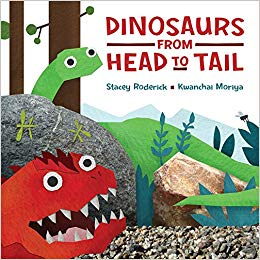 DINOSAURS
FROM
HEAD TO TAIL
Stacey Roderick ▪ Kwanchai Moriya